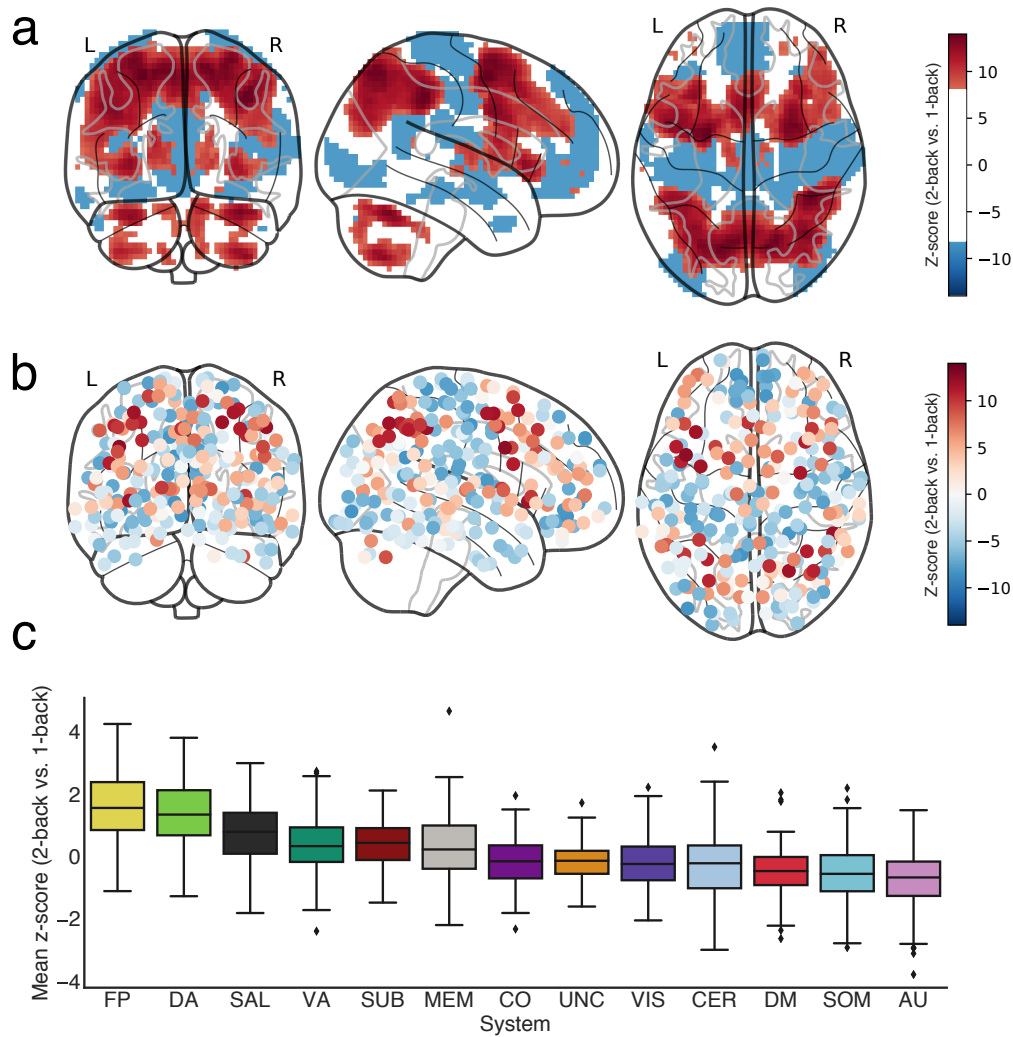 a
L R
Z-score (2-back vs. 1-back)
10
5
0
−5
−10
L R
b
L R
Z-score (2-back vs. 1-back)
10
5
0
−5
−10
L R
c
Mean z-score (2-back vs. 1-back)
4
2
0
−2
−4
FP DA SAL VA SUB MEM CO UNC VIS CER DM SOM AU
System